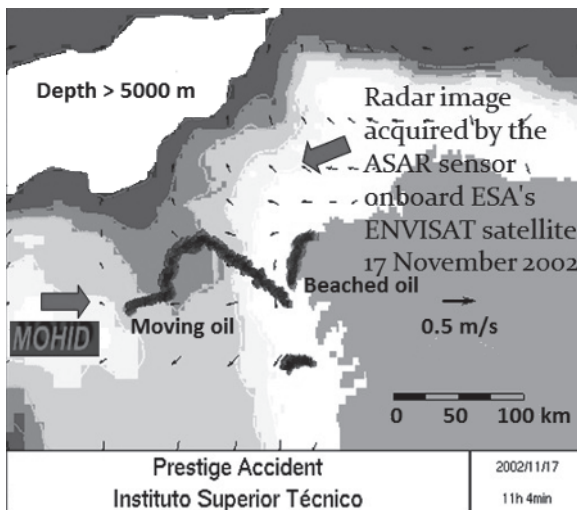 Depth > 5000 m
Radar image
acquired by the
ASAR sensor
onboard ESA's
ENVISAT satellite
17 November 2002
Beached oil
Moving oil
MOHID
0.5 m/s
0 50 100 km
Prestige Accident
Instituto Superior Técnico
2002/11/17
11h 4min